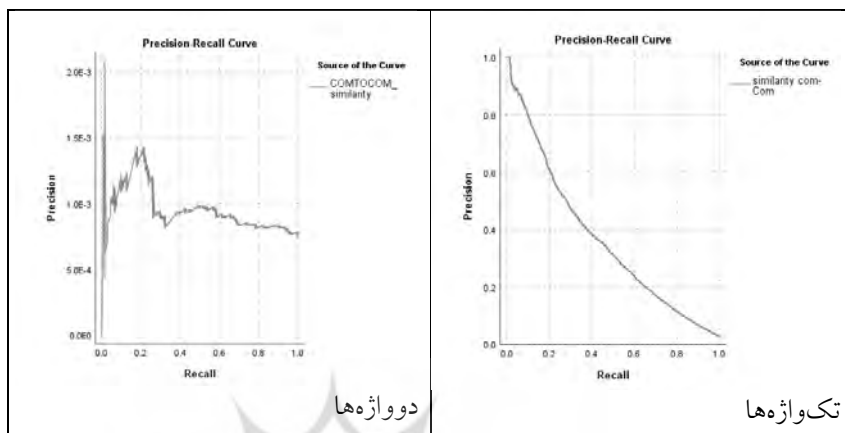 Precision-Recall Curve
Source of the Curve
COMTOCOM_
similarity
2.0E-3
1.5E-3
1.0E-3
5.0E-4
0.0E0
Precision
0.0 0.2 0.4 0.6 0.8 1.0
Recall
دوواژه‌ها
Precision-Recall Curve
Source of the Curve
similarity com-
Com
1.0
0.8
0.6
0.4
0.2
0.0
Precision
0.0 0.2 0.4 0.6 0.8 1.0
Recall
تک‌واژه‌ها